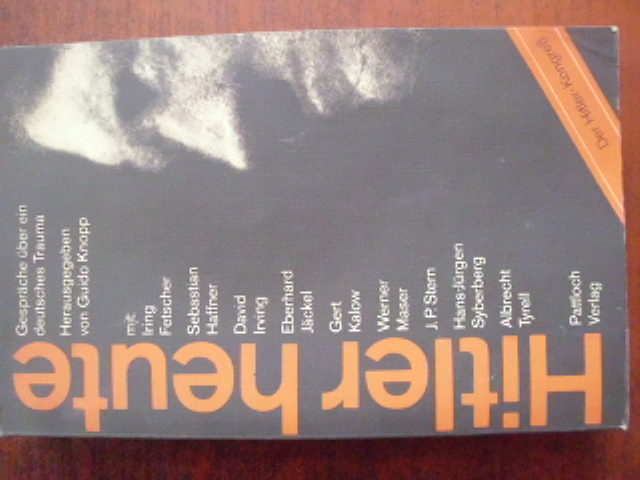 Hitler heute
Gespräche über ein
deutsches Trauma
Herausgegeben
von Guido Knopp
mit
Iring
Fetscher
Sebastian
Haffner
David
Irving
Eberhard
Jäckel
Gert
Kalow
Werner
Maser
J.P. Stern
Hans-Jürgen
Syberberg
Albrecht
Tyrell
Pattloch
Verlag
Der Hitler-Kongreß